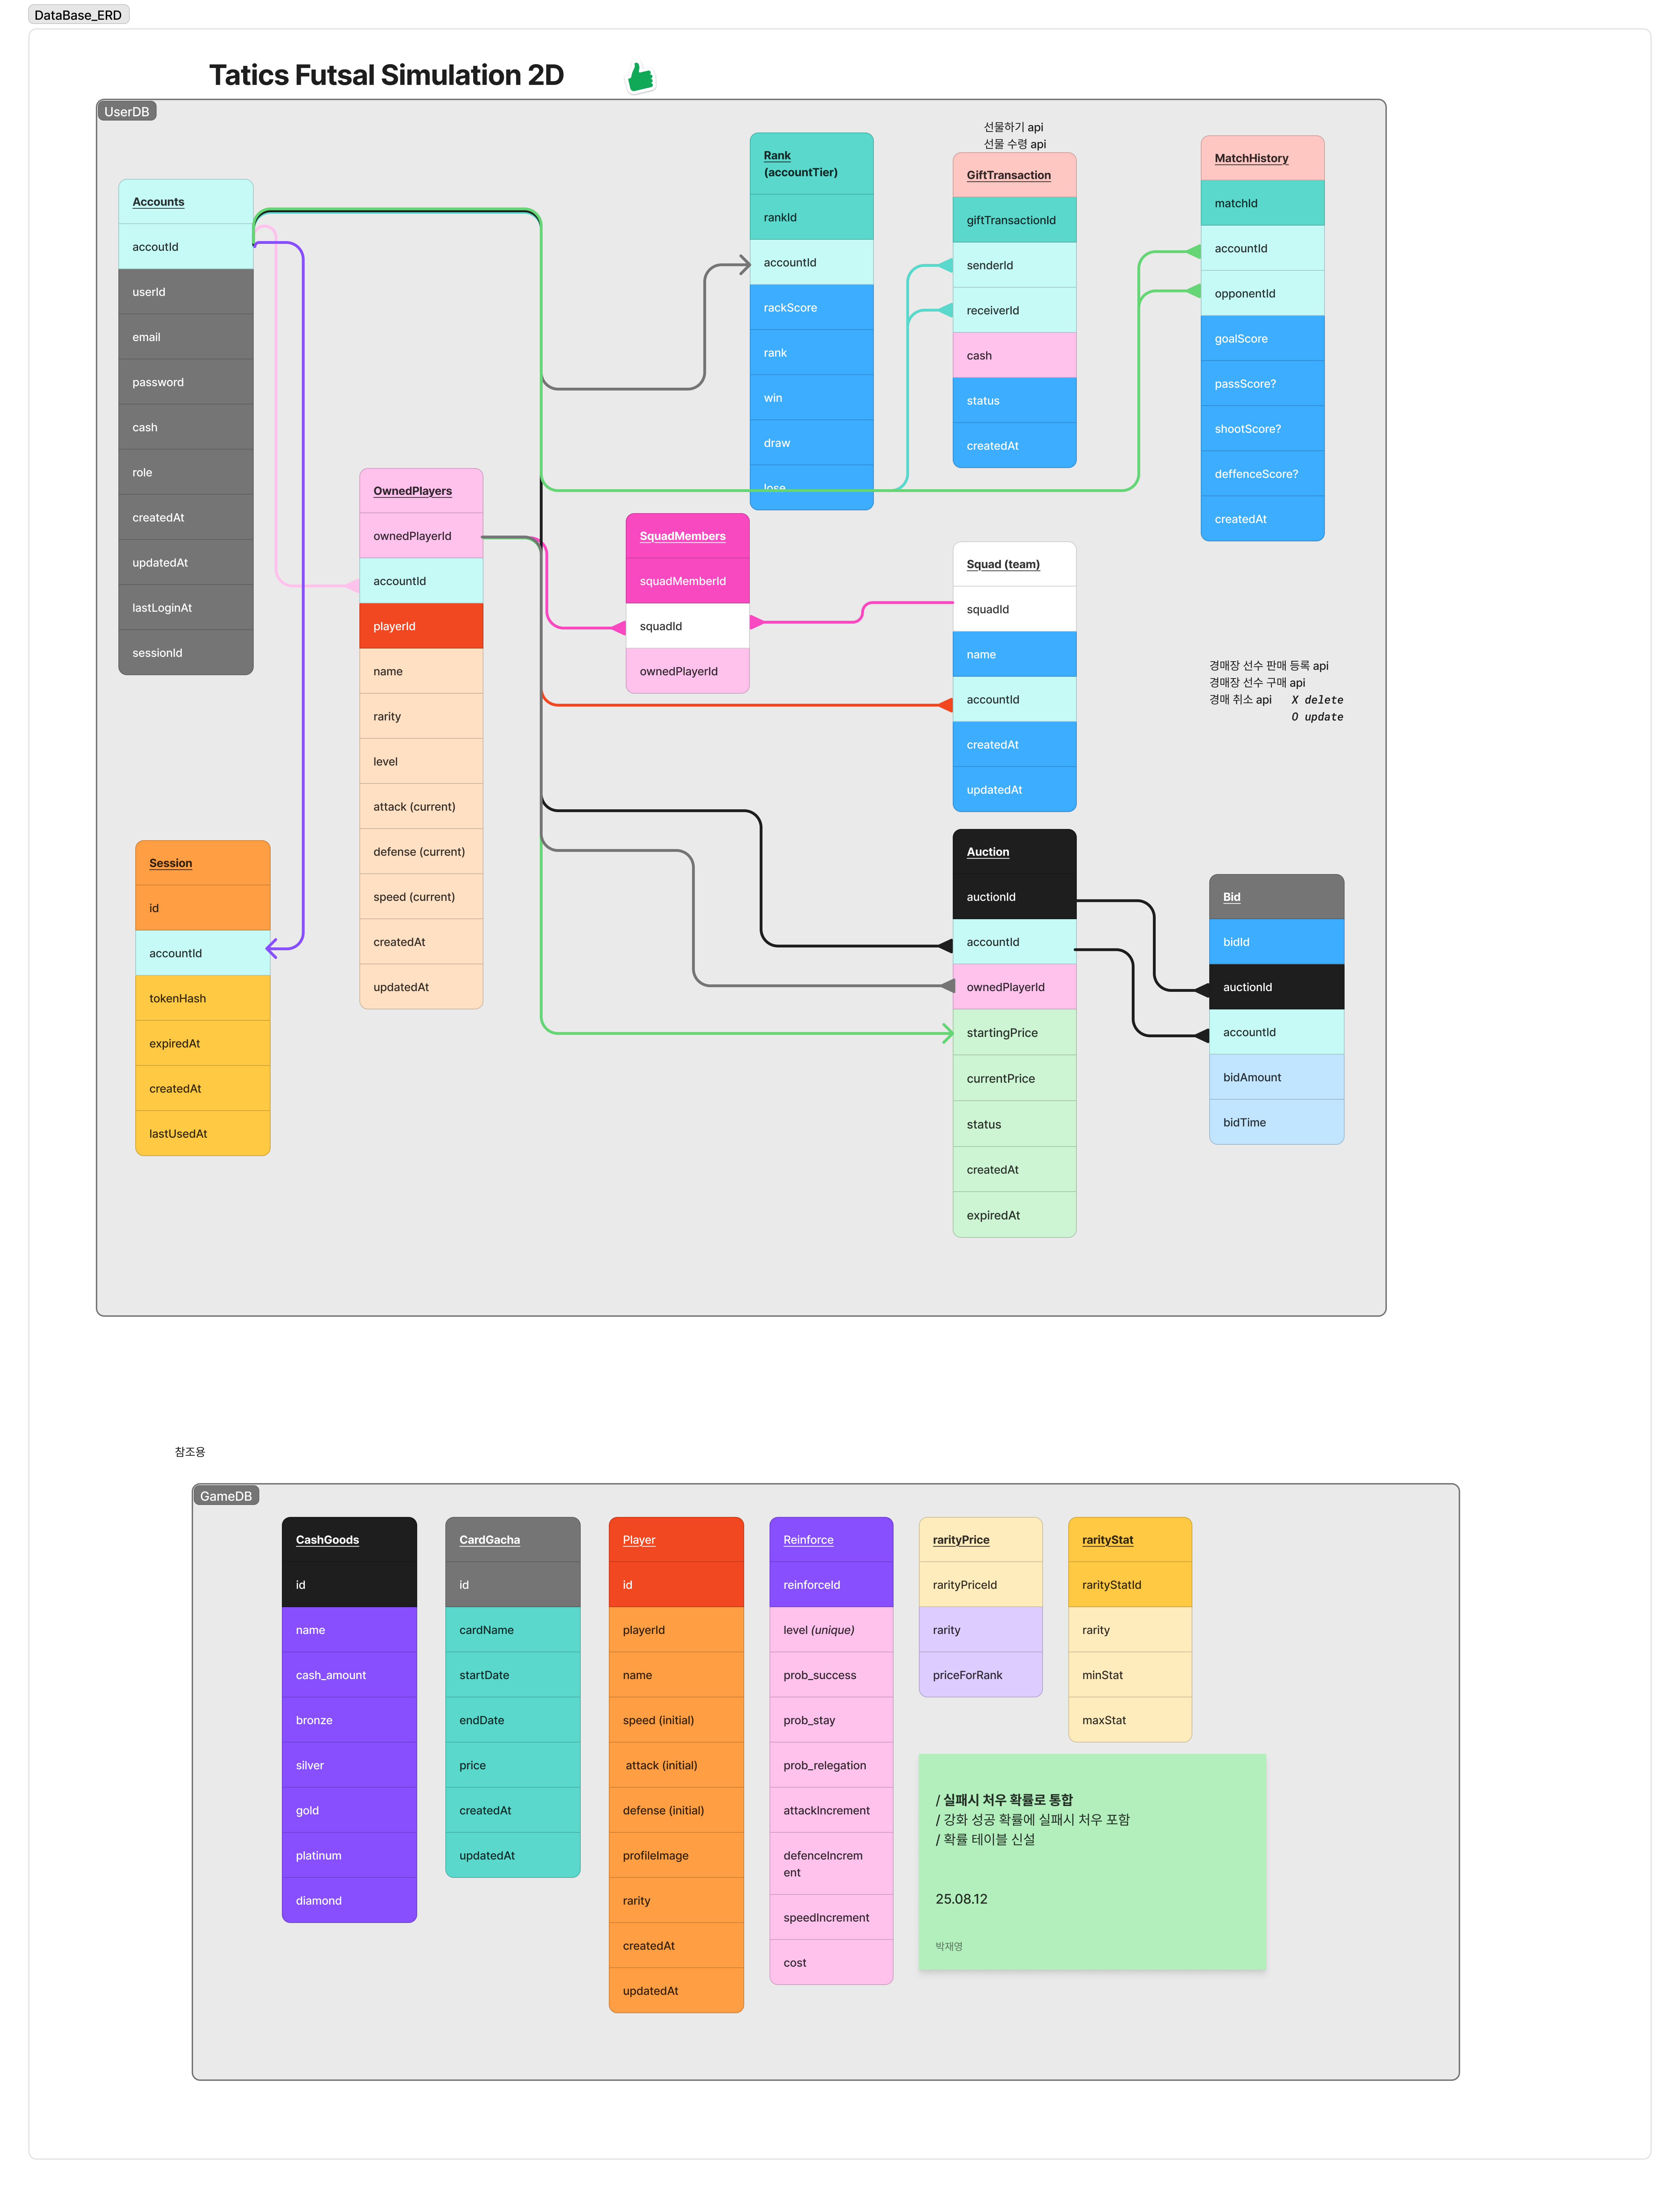 DataBase_ERD
Tatics Futsal Simulation 2D
UserDB
Accounts
accoutId
userId
email
password
cash
role
createdAt
updatedAt
lastLoginAt
sessionId
Session
id
accountId
tokenHash
expiredAt
createdAt
lastUsedAt
OwnedPlayers
ownedPlayerId
accountId
playerId
name
rarity
level
attack (current)
defense (current)
speed (current)
createdAt
updatedAt
Rank
(accountTier)
rankId
accountId
rackScore
rank
win
draw
lose
SquadMembers
squadMemberId
squadId
ownedPlayerId
선물하기 api
선물 수령 api
GiftTransaction
giftTransactionId
senderId
receiverId
cash
status
createdAt
Squad (team)
squadId
name
accountId
createdAt
updatedAt
Auction
auctionId
accountId
ownedPlayerId
startingPrice
currentPrice
status
createdAt
expiredAt
MatchHistory
matchId
accountId
opponentId
goalScore
passScore?
shootScore?
deffenceScore?
createdAt
경매장 선수 판매 등록 api
경매장 선수 구매 api
경매 취소 api X delete
O update
Bid
bidId
auctionId
accountId
bidAmount
bidTime
참조용
GameDB
CashGoods
id
name
cash_amount
bronze
silver
gold
platinum
diamond
CardGacha
id
cardName
startDate
endDate
price
createdAt
updatedAt
Player
id
playerId
name
speed (initial)
attack (initial)
defense (initial)
profileImage
rarity
createdAt
updatedAt
Reinforce
reinforceId
level (unique)
prob_success
prob_stay
prob_relegation
attackIncrement
defenceIncrem
ent
speedIncrement
cost
rarityPrice
rarityPriceId
rarity
priceForRank
rarityStat
rarityStatId
rarity
minStat
maxStat
/ 실패시 처우 확률로 통합
/ 강화 성공 확률에 실패시 처우 포함
/ 확률 테이블 신설
25.08.12
박재영